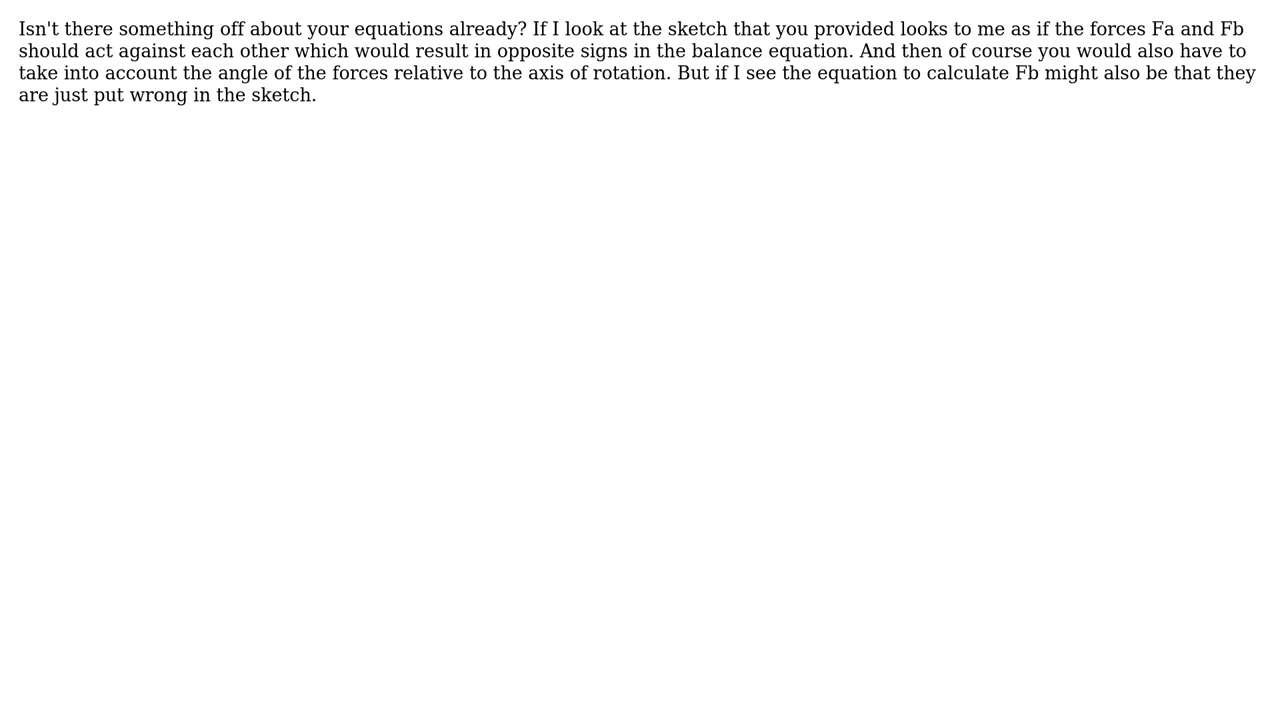 Isn't there something off about your equations already? If I look at the sketch that you provided looks to me as if the forces Fa and Fb
should act against each other which would result in opposite signs in the balance equation. And then of course you would also have to
take into account the angle of the forces relative to the axis of rotation. But if I see the equation to calculate Fb might also be that they
are just put wrong in the sketch.